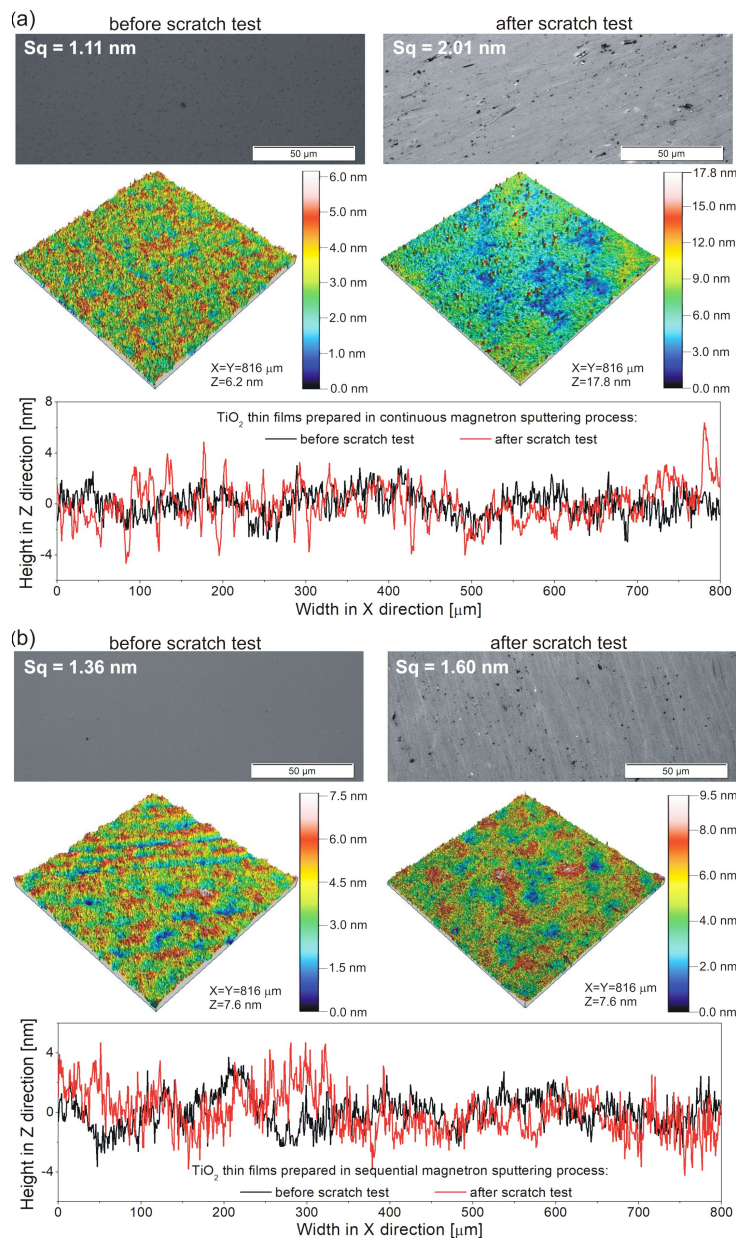 (a)
before scratch test
after scratch test
Sq = 1.11 nm
Sq = 2.01 nm
50 µm
50 µm
6.0 nm
5.0 nm
4.0 nm
3.0 nm
2.0 nm
1.0 nm
0.0 nm
X=Y=816 µm
Z=6.2 nm
17.8 nm
15.0 nm
12.0 nm
9.0 nm
6.0 nm
3.0 nm
0.0 nm
X=Y=816 µm
Z=17.8 nm
Height in Z direction [nm]
8
4
0
-4
TiO2 thin films prepared in continuous magnetron sputtering process:
before scratch test
after scratch test
0 100 200 300 400 500 600 700 800
Width in X direction [µm]
(b)
before scratch test
after scratch test
Sq = 1.36 nm
Sq = 1.60 nm
50 µm
50 µm
7.5 nm
6.0 nm
4.5 nm
3.0 nm
1.5 nm
0.0 nm
X=Y=816 µm
Z=7.6 nm
9.5 nm
8.0 nm
6.0 nm
4.0 nm
2.0 nm
0.0 nm
X=Y=816 µm
Z=7.6 nm
Height in Z direction [nm]
4
0
-4
TiO2 thin films prepared in sequential magnetron sputtering process:
before scratch test
after scratch test
0 100 200 300 400 500 600 700 800
Width in X direction [µm]